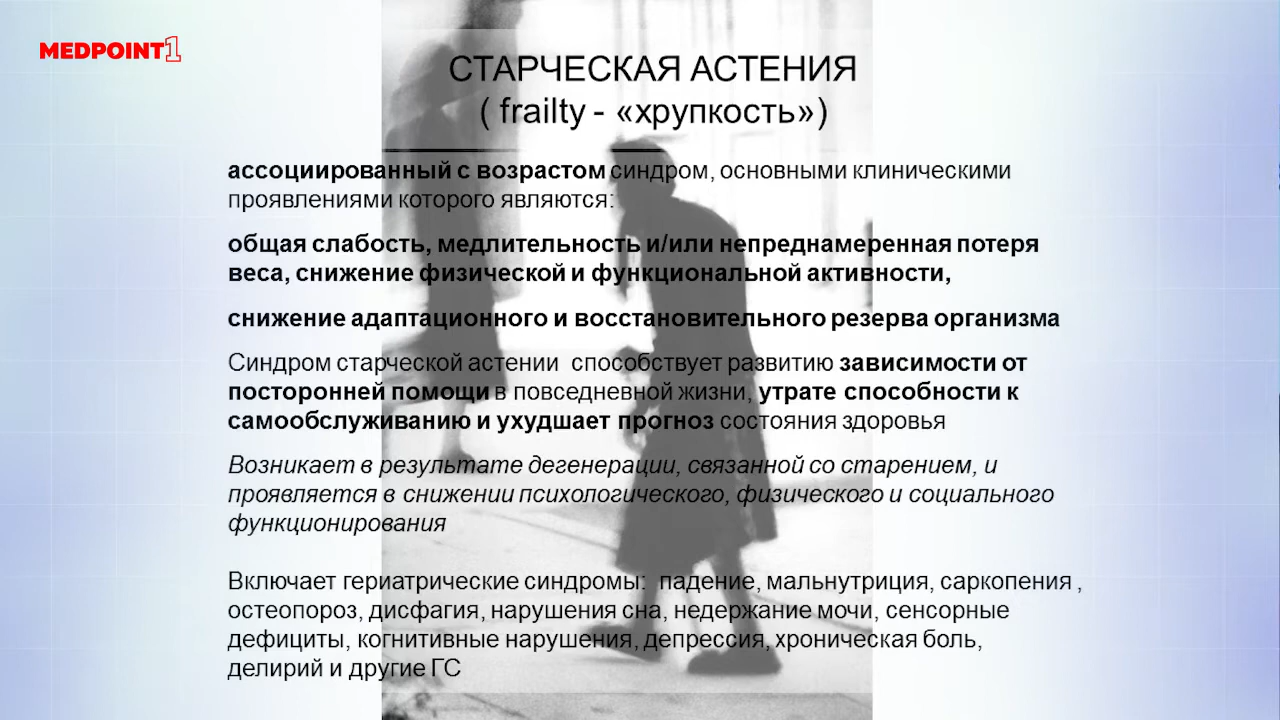 MEDPOINT1
СТАРЧЕСКАЯ АСТЕНИЯ
( frailty - «хрупкость»)
ассоциированный с возрастом синдром, основными клиническими
проявлениями которого являются:
общая слабость, медлительность и/или непреднамеренная потеря
веса, снижение физической и функциональной активности,
снижение адаптационного и восстановительного резерва организма
Синдром старческой астении  способствует развитию зависимости от
посторонней помощи в повседневной жизни, утрате способности к
самообслуживанию и ухудшает прогноз состояния здоровья
Возникает в результате дегенерации, связанной со старением, и
проявляется в снижении психологического, физического и социального
функционирования
Включает гериатрические синдромы:  падение, мальнутриция, саркопения ,
остеопороз, дисфагия, нарушения сна, недержание мочи, сенсорные
дефициты, когнитивные нарушения, депрессия, хроническая боль,
делирий и другие ГС